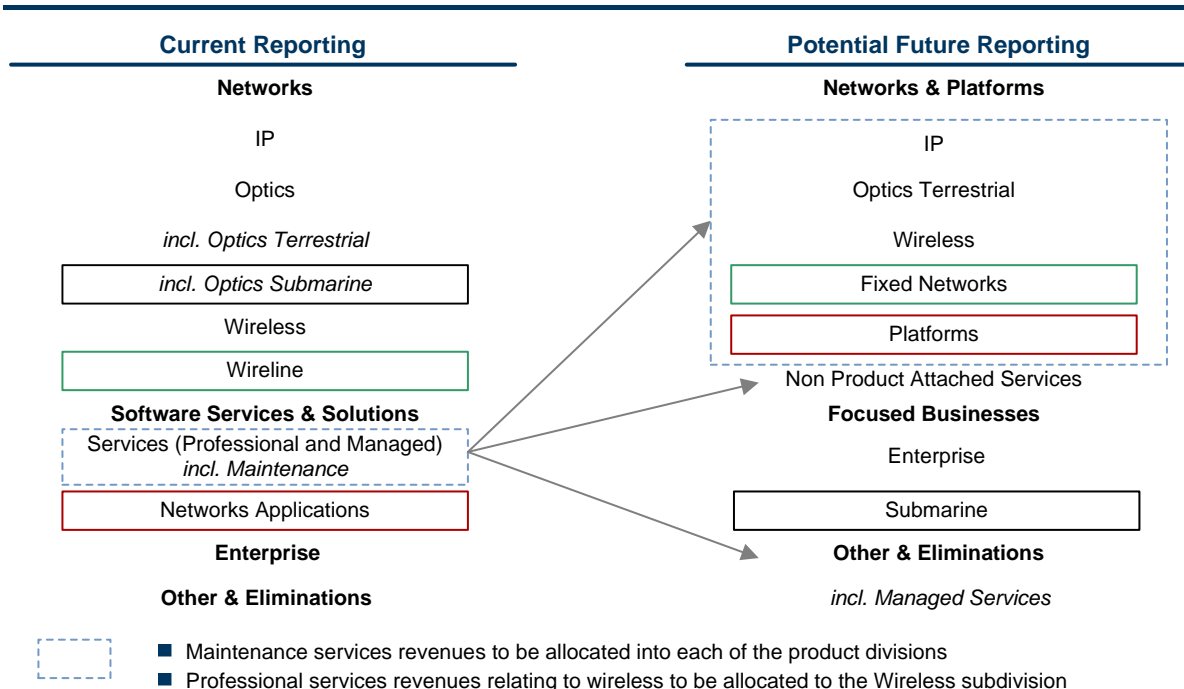 Current Reporting
Networks
IP
Optics
incl. Optics Terrestrial
incl. Optics Submarine
Wireless
Wireline
Software Services & Solutions
Services (Professional and Managed)
incl. Maintenance
Networks Applications
Enterprise
Other & Eliminations
Potential Future Reporting
Networks & Platforms
IP
Optics Terrestrial
Wireless
Fixed Networks
Platforms
Non Product Attached Services
Focused Businesses
Enterprise
Submarine
Other & Eliminations
incl. Managed Services
Maintenance services revenues to be allocated into each of the product divisions
Professional services revenues relating to wireless to be allocated to the Wireless subdivision